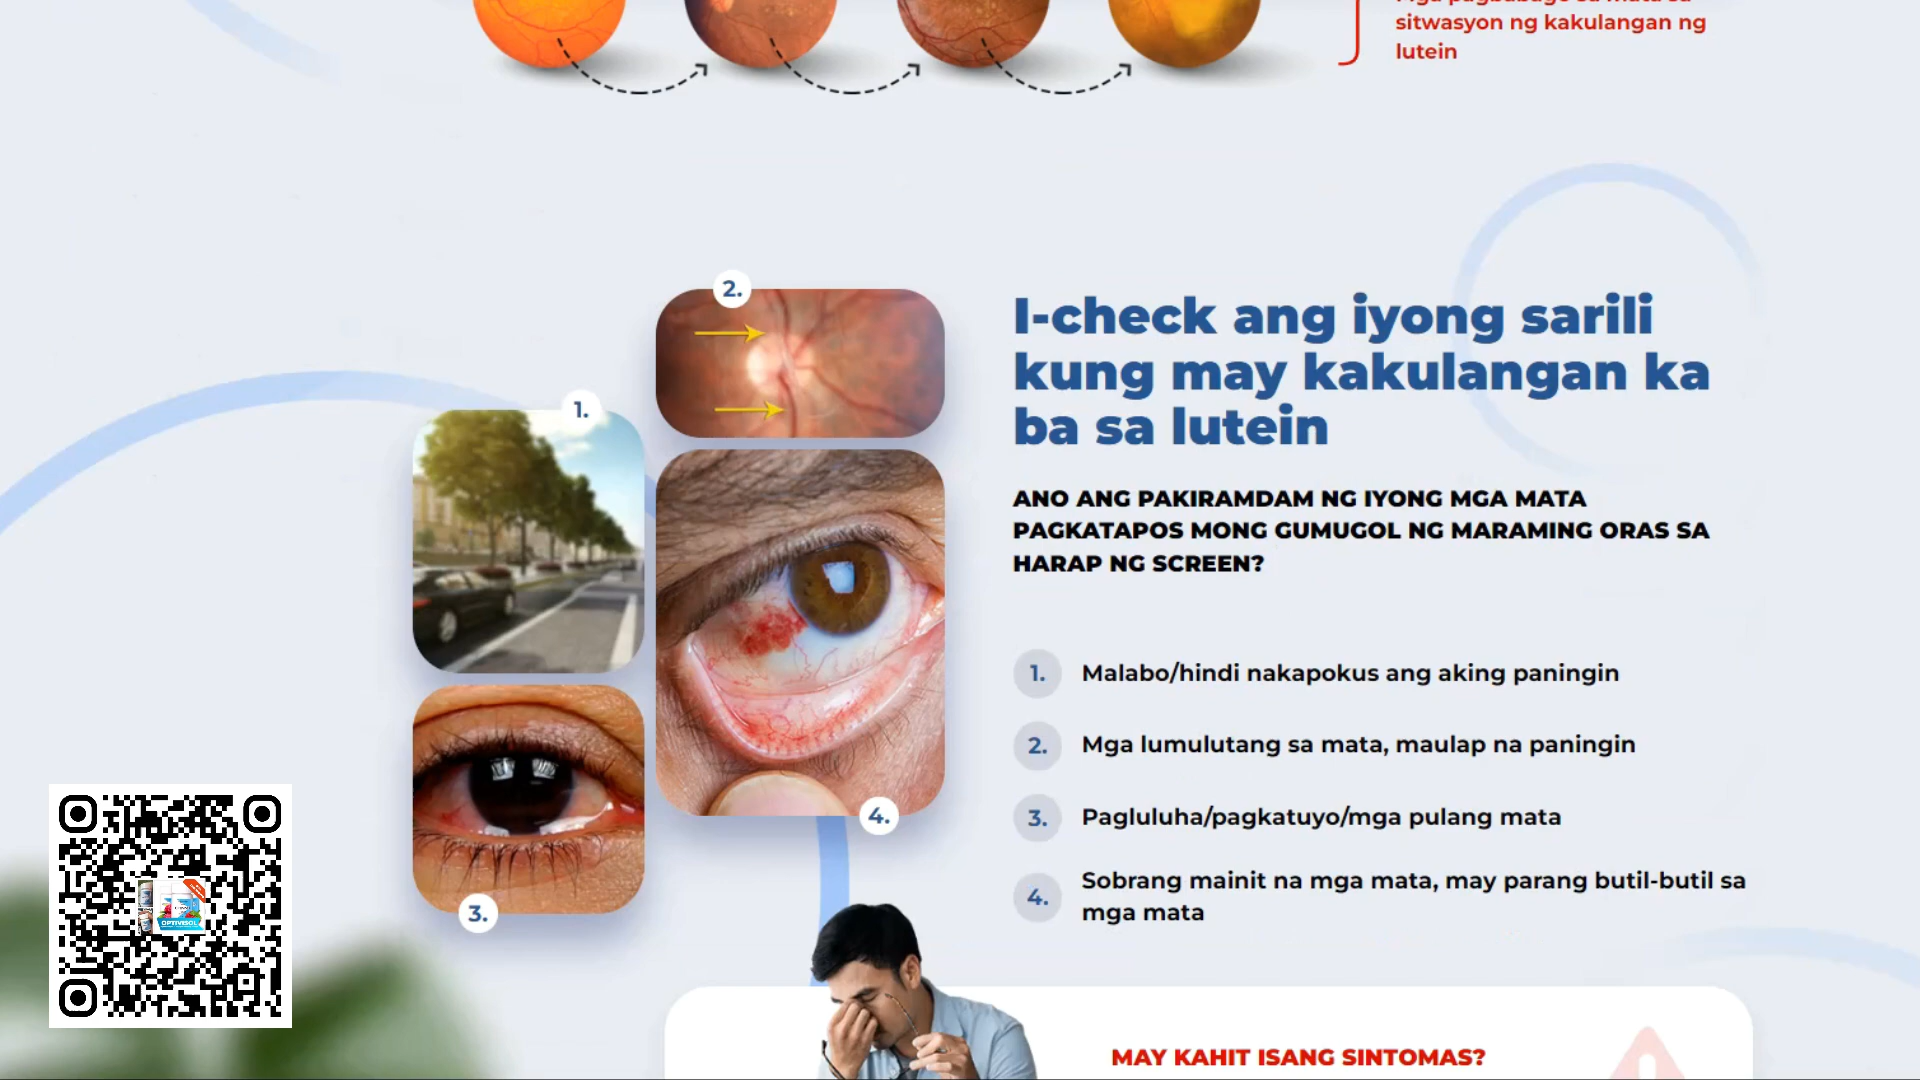 sitwasyon ng kakulangan ng
lutein
2.
1.
3.
4.
I-check ang iyong sarili
kung may kakulangan ka
ba sa lutein
ANO ANG PAKIRAMDAM NG IYONG MGA MATA
PAGKATAPOS MONG GUMUGOL NG MARAMING ORAS SA
HARAP NG SCREEN?
1. Malabo/hindi nakapokus ang aking paningin
2. Mga lumulutang sa mata, maulap na paningin
3. Pagluluha/pagkatuyo/mga pulang mata
4. Sobrang mainit na mga mata, may parang butil-butil sa
mga mata
OPTIVISOL
MAY KAHIT ISANG SINTOMAS?